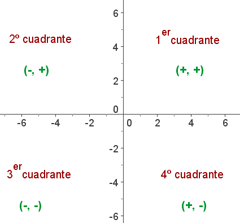 6
2º cuadrante 1er cuadrante
4
(-, +) (+, +)
2
0
-6 -4 -2 0 2 4 6
-2
3er cuadrante 4º cuadrante
-4
(-, -) (+, -)
-6